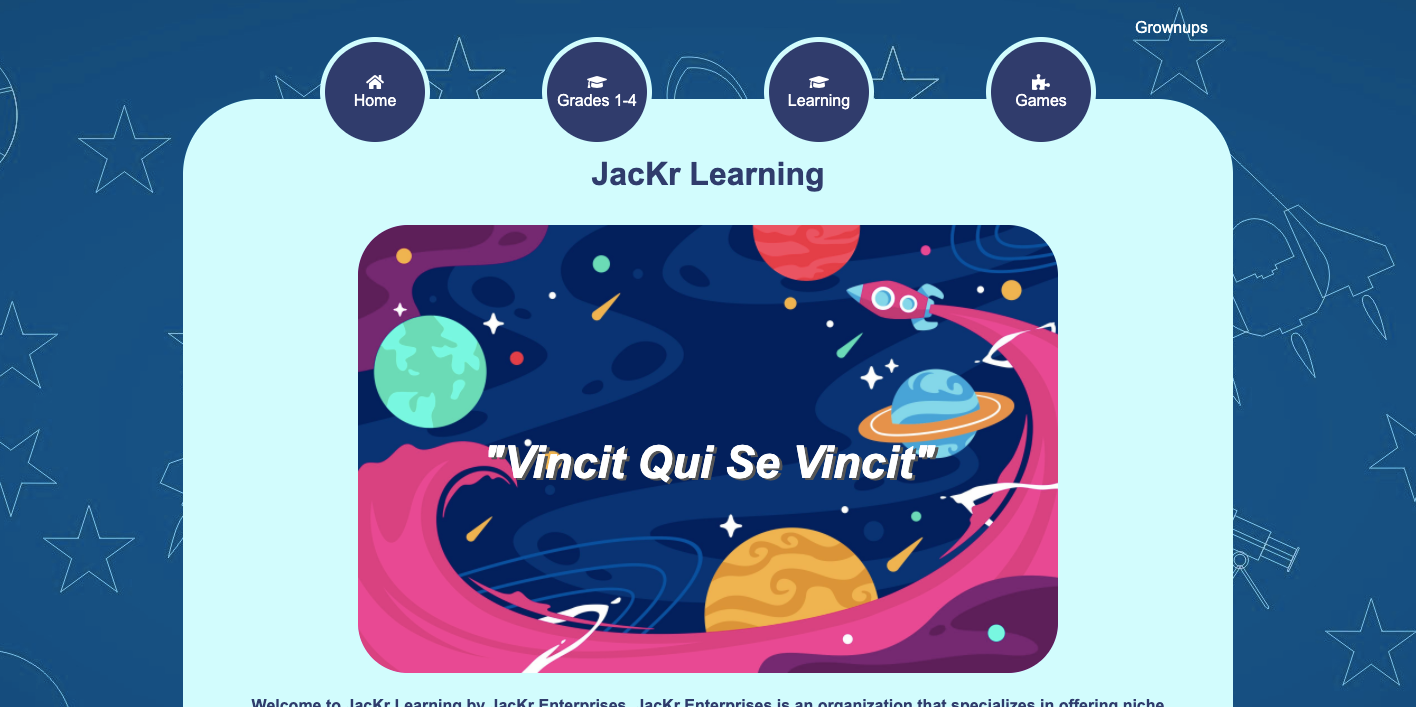 Grownups
Home
Grades 1-4
Learning
Games
JacKr Learning
"Vincit Qui Se Vincit"
Welcome to JacKr Learning by JacKr Enterprises. JacKr Enterprises is an organization that specializes in offering niche